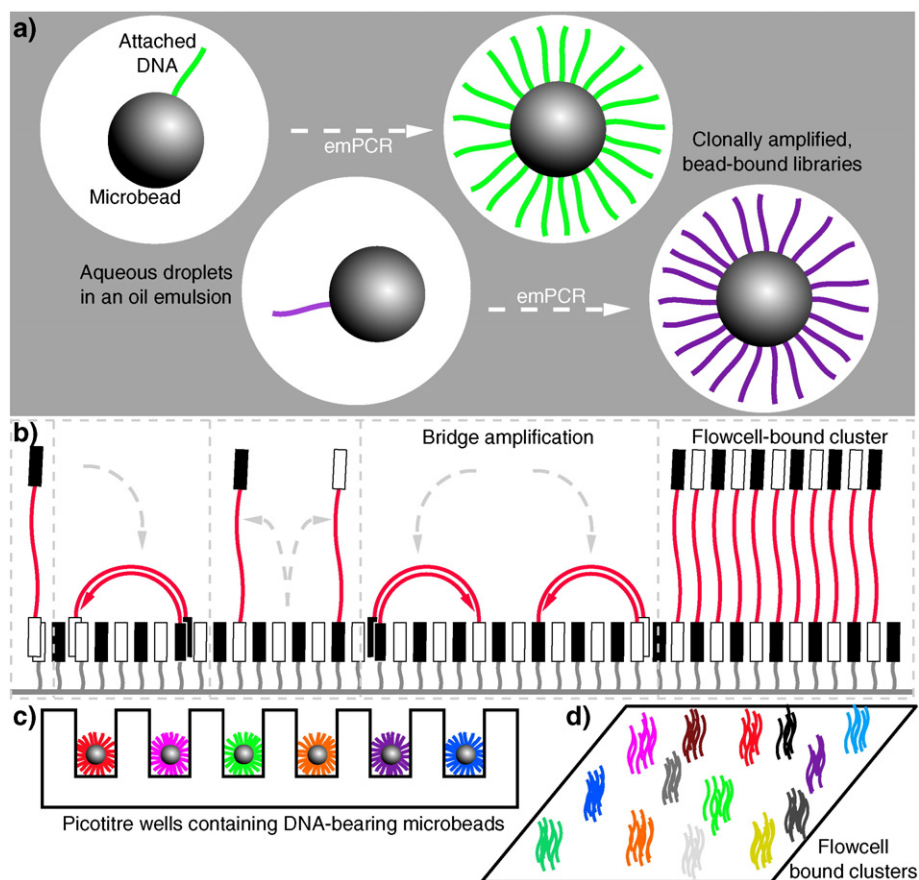 a)
Attached
DNA
Microbead
emPCR
Clonally amplified,
bead-bound libraries
Aqueous droplets
in an oil emulsion
emPCR
b)
Bridge amplification
Flowcell-bound cluster
c)
Picotitre wells containing DNA-bearing microbeads
d)
Flowcell
bound clusters